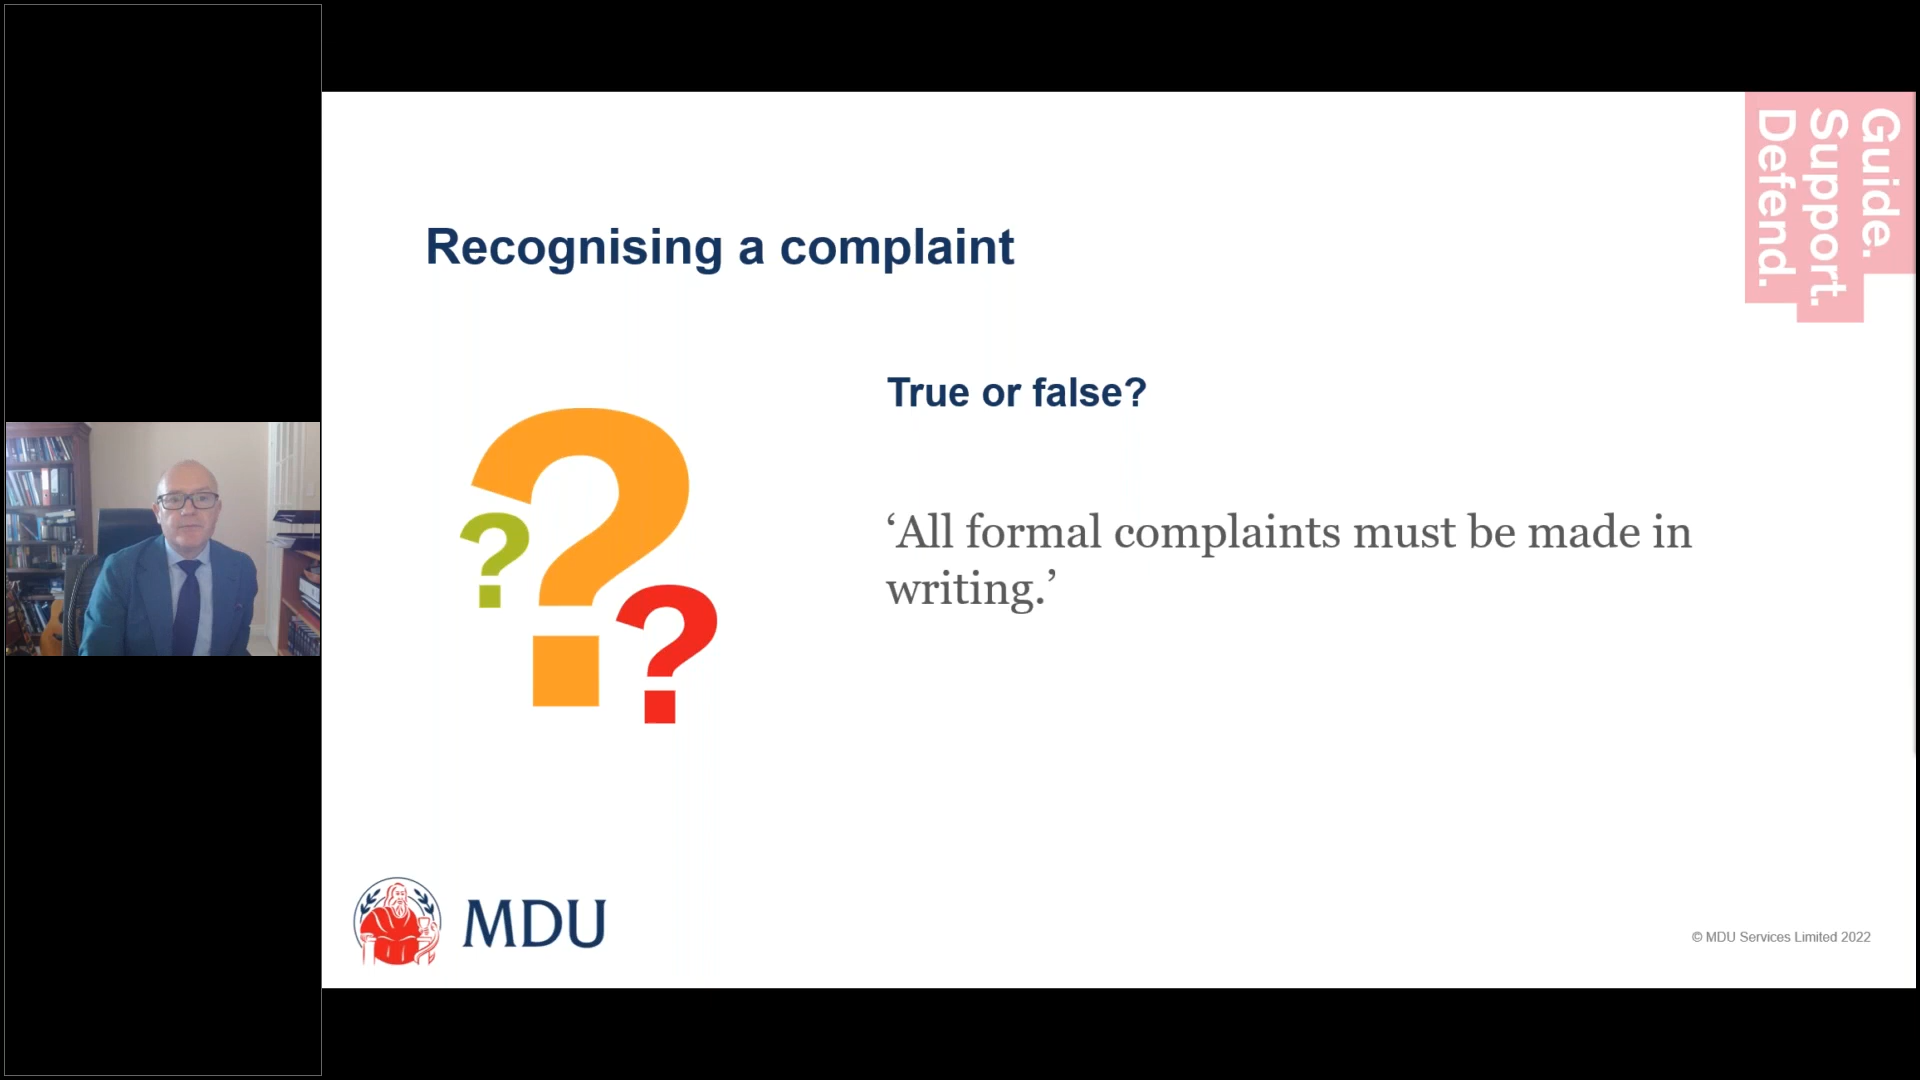 Guide.
Support.
Defend.
Recognising a complaint
True or false?
‘All formal complaints must be made in
writing.’
MDU
© MDU Services Limited 2022